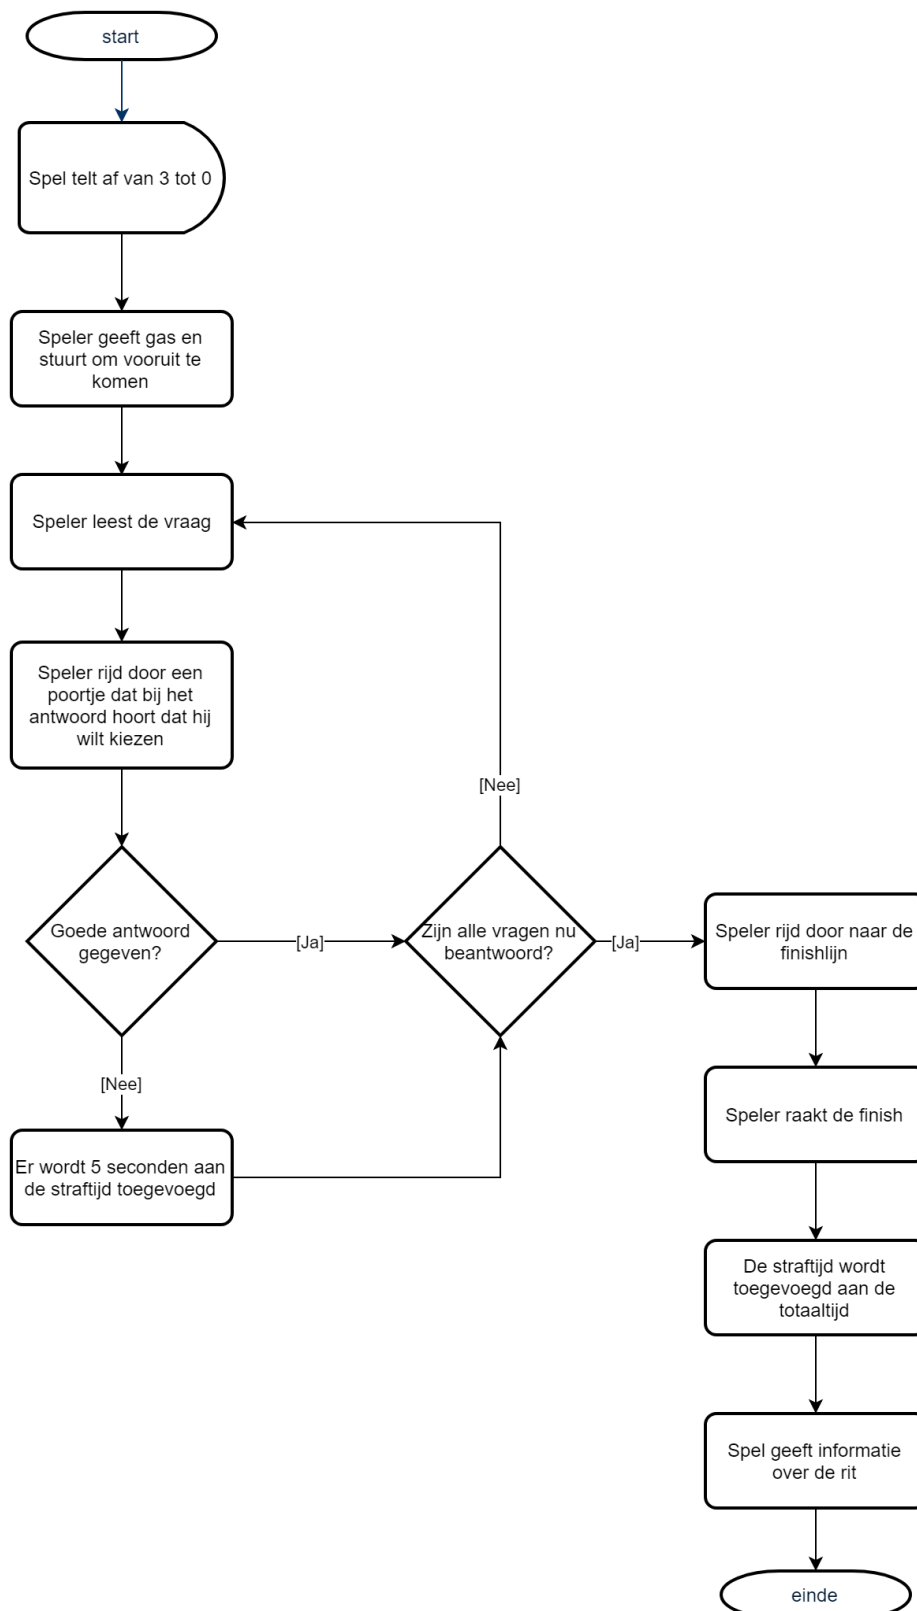 start
Spel telt af van 3 tot 0
Speler geeft gas en
stuurt om vooruit te
komen
Speler leest de vraag
Speler rijd door een
poortje dat bij het
antwoord hoort dat hij
wilt kiezen
[Nee]
Goede antwoord
gegeven?
[Ja]
Zijn alle vragen nu
beantwoord?
[Ja]
Speler rijd door naar de
finishlijn
[Nee]
Speler raakt de finish
Er wordt 5 seconden aan
de straftijd toegevoegd
De straftijd wordt
toegevoegd aan de
totaaltijd
Spel geeft informatie
over de rit
einde